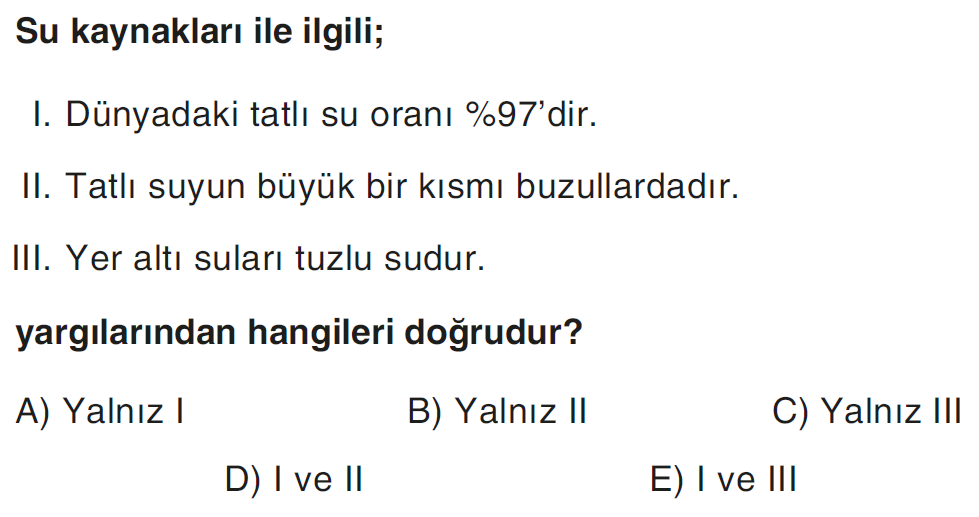 Su kaynakları ile ilgili;
I. Dünyadaki tatlı su oranı %97’dir.
II. Tatlı suyun büyük bir kısmı buzullardadır.
III. Yer altı suları tuzlu sudur.
yargılarından hangileri doğrudur?
A) Yalnız I B) Yalnız II C) Yalnız III
D) I ve II E) I ve III